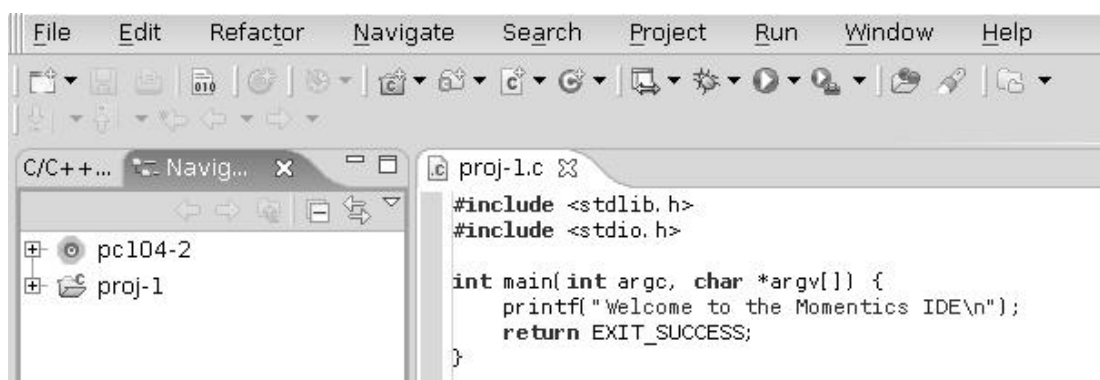 File Edit Refactor Navigate Search Project Run Window Help
010
C/C++... Navig...
pc104-2
proj-1
.c proj-1.c
#include <stdlib.h>
#include <stdio.h>
int main(int argc, char *argv[]) {
printf("Welcome to the Momentics IDE\n");
return EXIT_SUCCESS;
}